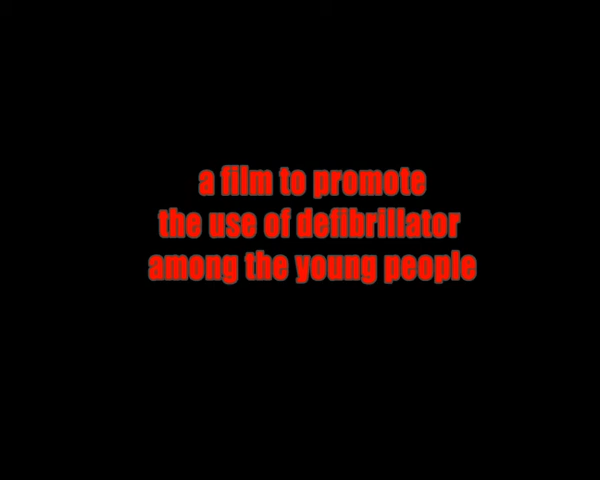 a film to promote
the use of defibrillator
among the young people